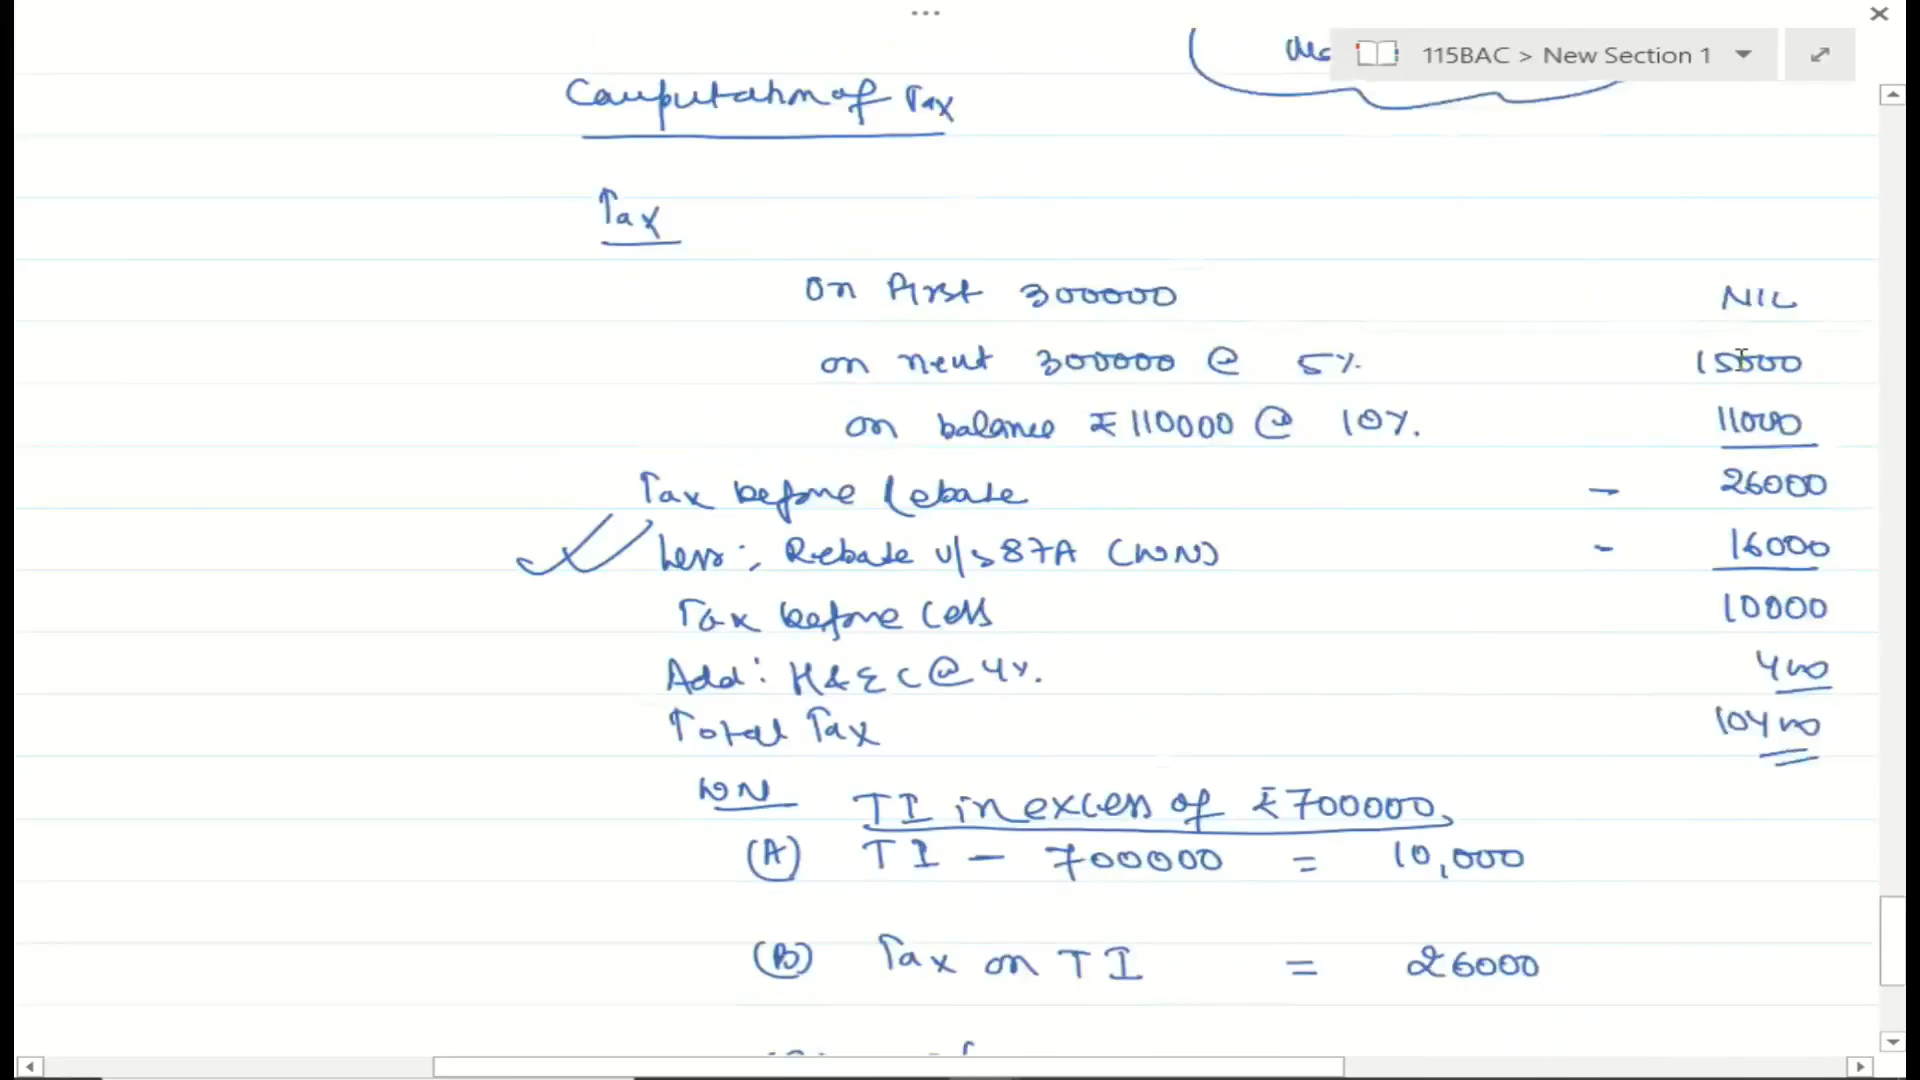 ...
115BAC > New Section 1
Computation of Tax
Tax
on first 300000 NIL
on next 300000 @ 5% 15000
on balance ₹110000 @ 10%. 11000
Tax before Rebate - 26000
Less:, Rebate u/s 87A (WN) - 16000
Tax before Cess 10000
Add: H&EC @ 4%. 400
Total Tax 10400
WN TI in excess of ₹700000,
(A) TI - 700000 = 10,000
(B) Tax on TI = 26000